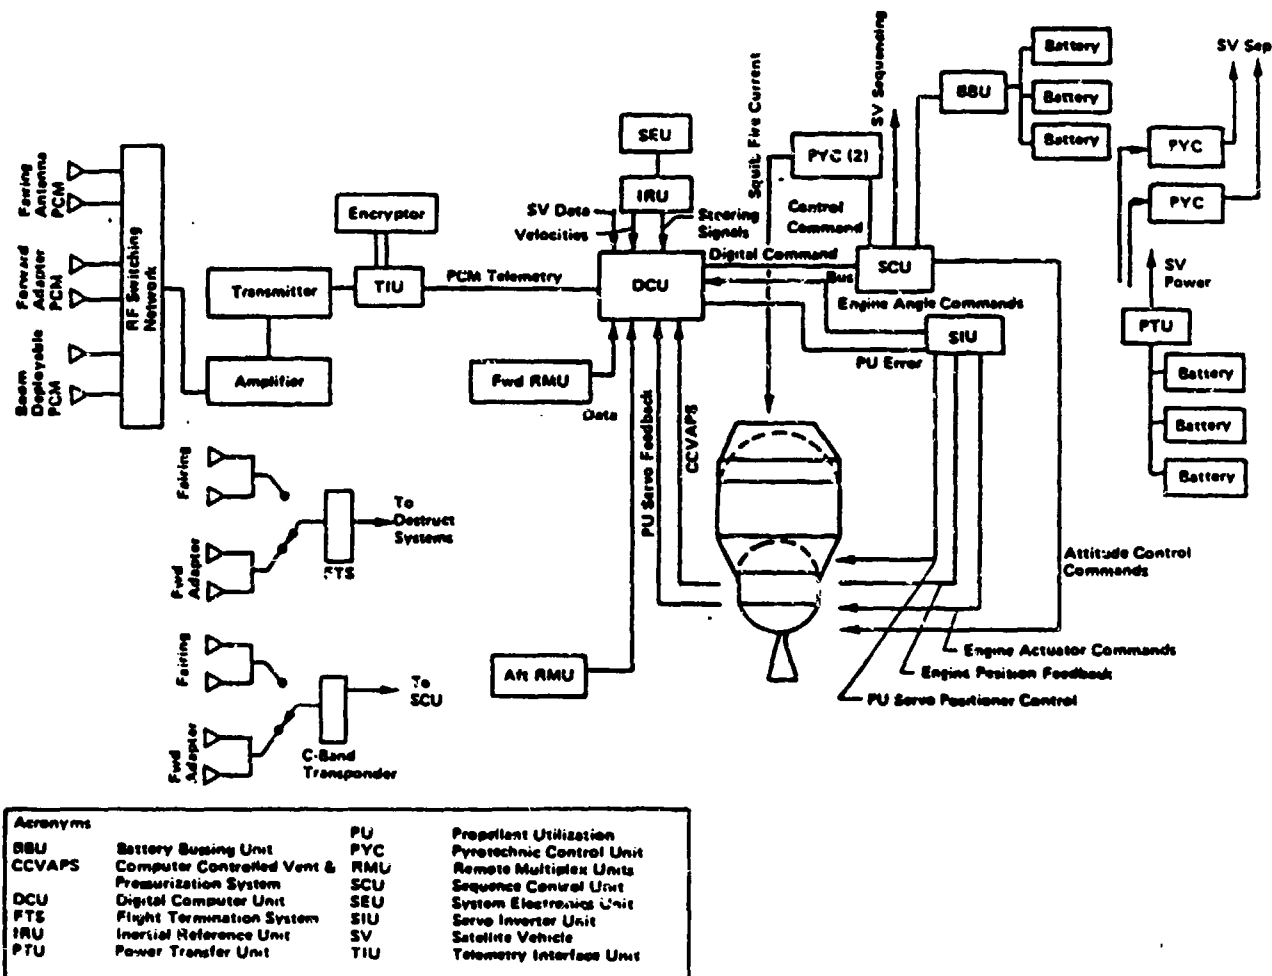 Fairing
Antenna
PCM
Forward
Adapter
PCM
Beam
Deployable
PCM
RF Switching
Network
Transmitter
Amplifier
Encryptor
TIU
PCM Telemetry
SEU
IRU
SV Data
Velocities
Steering
Signals
DCU
Squib Fire Current
PYC (2)
SV Sequencing
Control
Command
Digital Command
Bus
SCU
Engine Angle Commands
SIU
PU Error
BBU
Battery
Battery
Battery
SV Sep
PYC
PYC
SV
Power
PTU
Battery
Battery
Battery
Fwd RMU
Data
PU Servo Feedback
CCVAPS
Aft RMU
Attitude Control
Commands
Engine Actuator Commands
Engine Position Feedback
PU Servo Positioner Control
Fairing
Fwd
Adaptor
FTS
To
Destruct
Systems
Fairing
Fwd
Adaptor
C-Band
Transponder
To
SCU
Acronyms
BBU Battery Bussing Unit
CCVAPS Computer Controlled Vent &
Pressurization System
DCU Digital Computer Unit
FTS Flight Termination System
IRU Inertial Reference Unit
PTU Power Transfer Unit
PU Propellant Utilization
PYC Pyrotechnic Control Unit
RMU Remote Multiplex Units
SCU Sequence Control Unit
SEU System Electronics Unit
SIU Servo Inverter Unit
SV Satellite Vehicle
TIU Telemetry Interface Unit